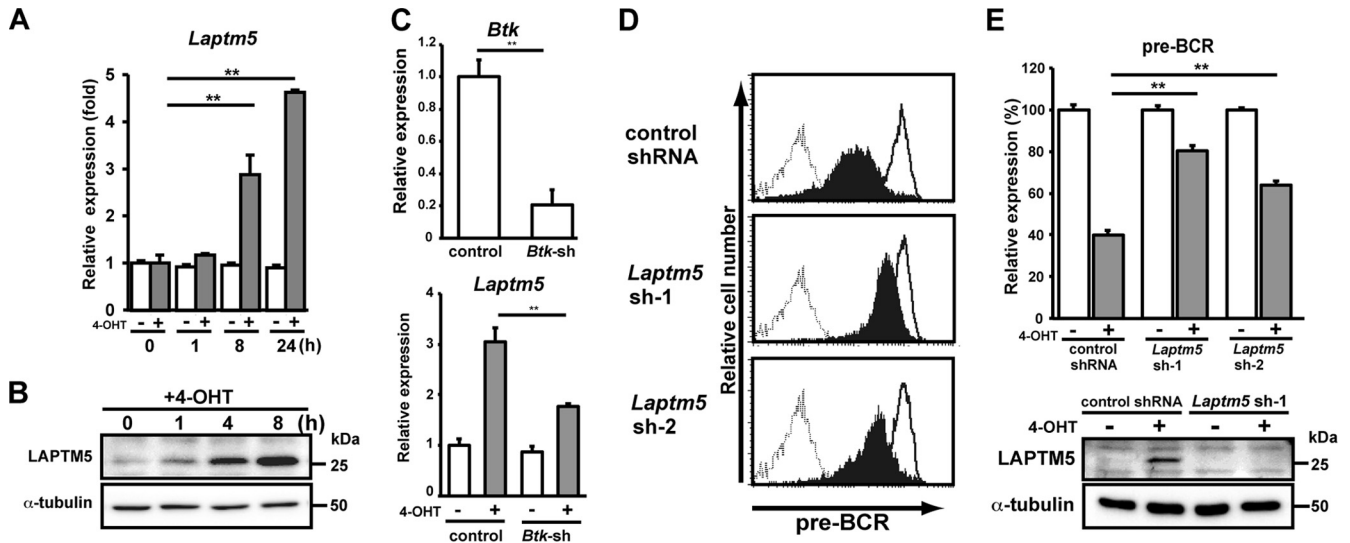 A
Laptm5
Relative expression (fold)
5
4
3
2
1
0
**
**
4-OHT - + - + - + - +
0 1 8 24 (h)
B
+4-OHT
0 1 4 8 (h)
kDa
LAPTM5
25
α-tubulin
50
C
Btk
Relative expression
1.2
1.0
0.8
0.6
0.4
0.2
0
**
control Btk-sh
Laptm5
Relative expression
4
3
2
1
0
**
4-OHT - + - +
control Btk-sh
D
Relative cell number
control
shRNA
Laptm5
sh-1
Laptm5
sh-2
pre-BCR
E
pre-BCR
Relative expression (%)
120
100
80
60
40
20
0
**
**
4-OHT - + - + - +
control
shRNA
Laptm5
sh-1
Laptm5
sh-2
control shRNA Laptm5 sh-1
4-OHT - + - +
kDa
LAPTM5
25
α-tubulin
50